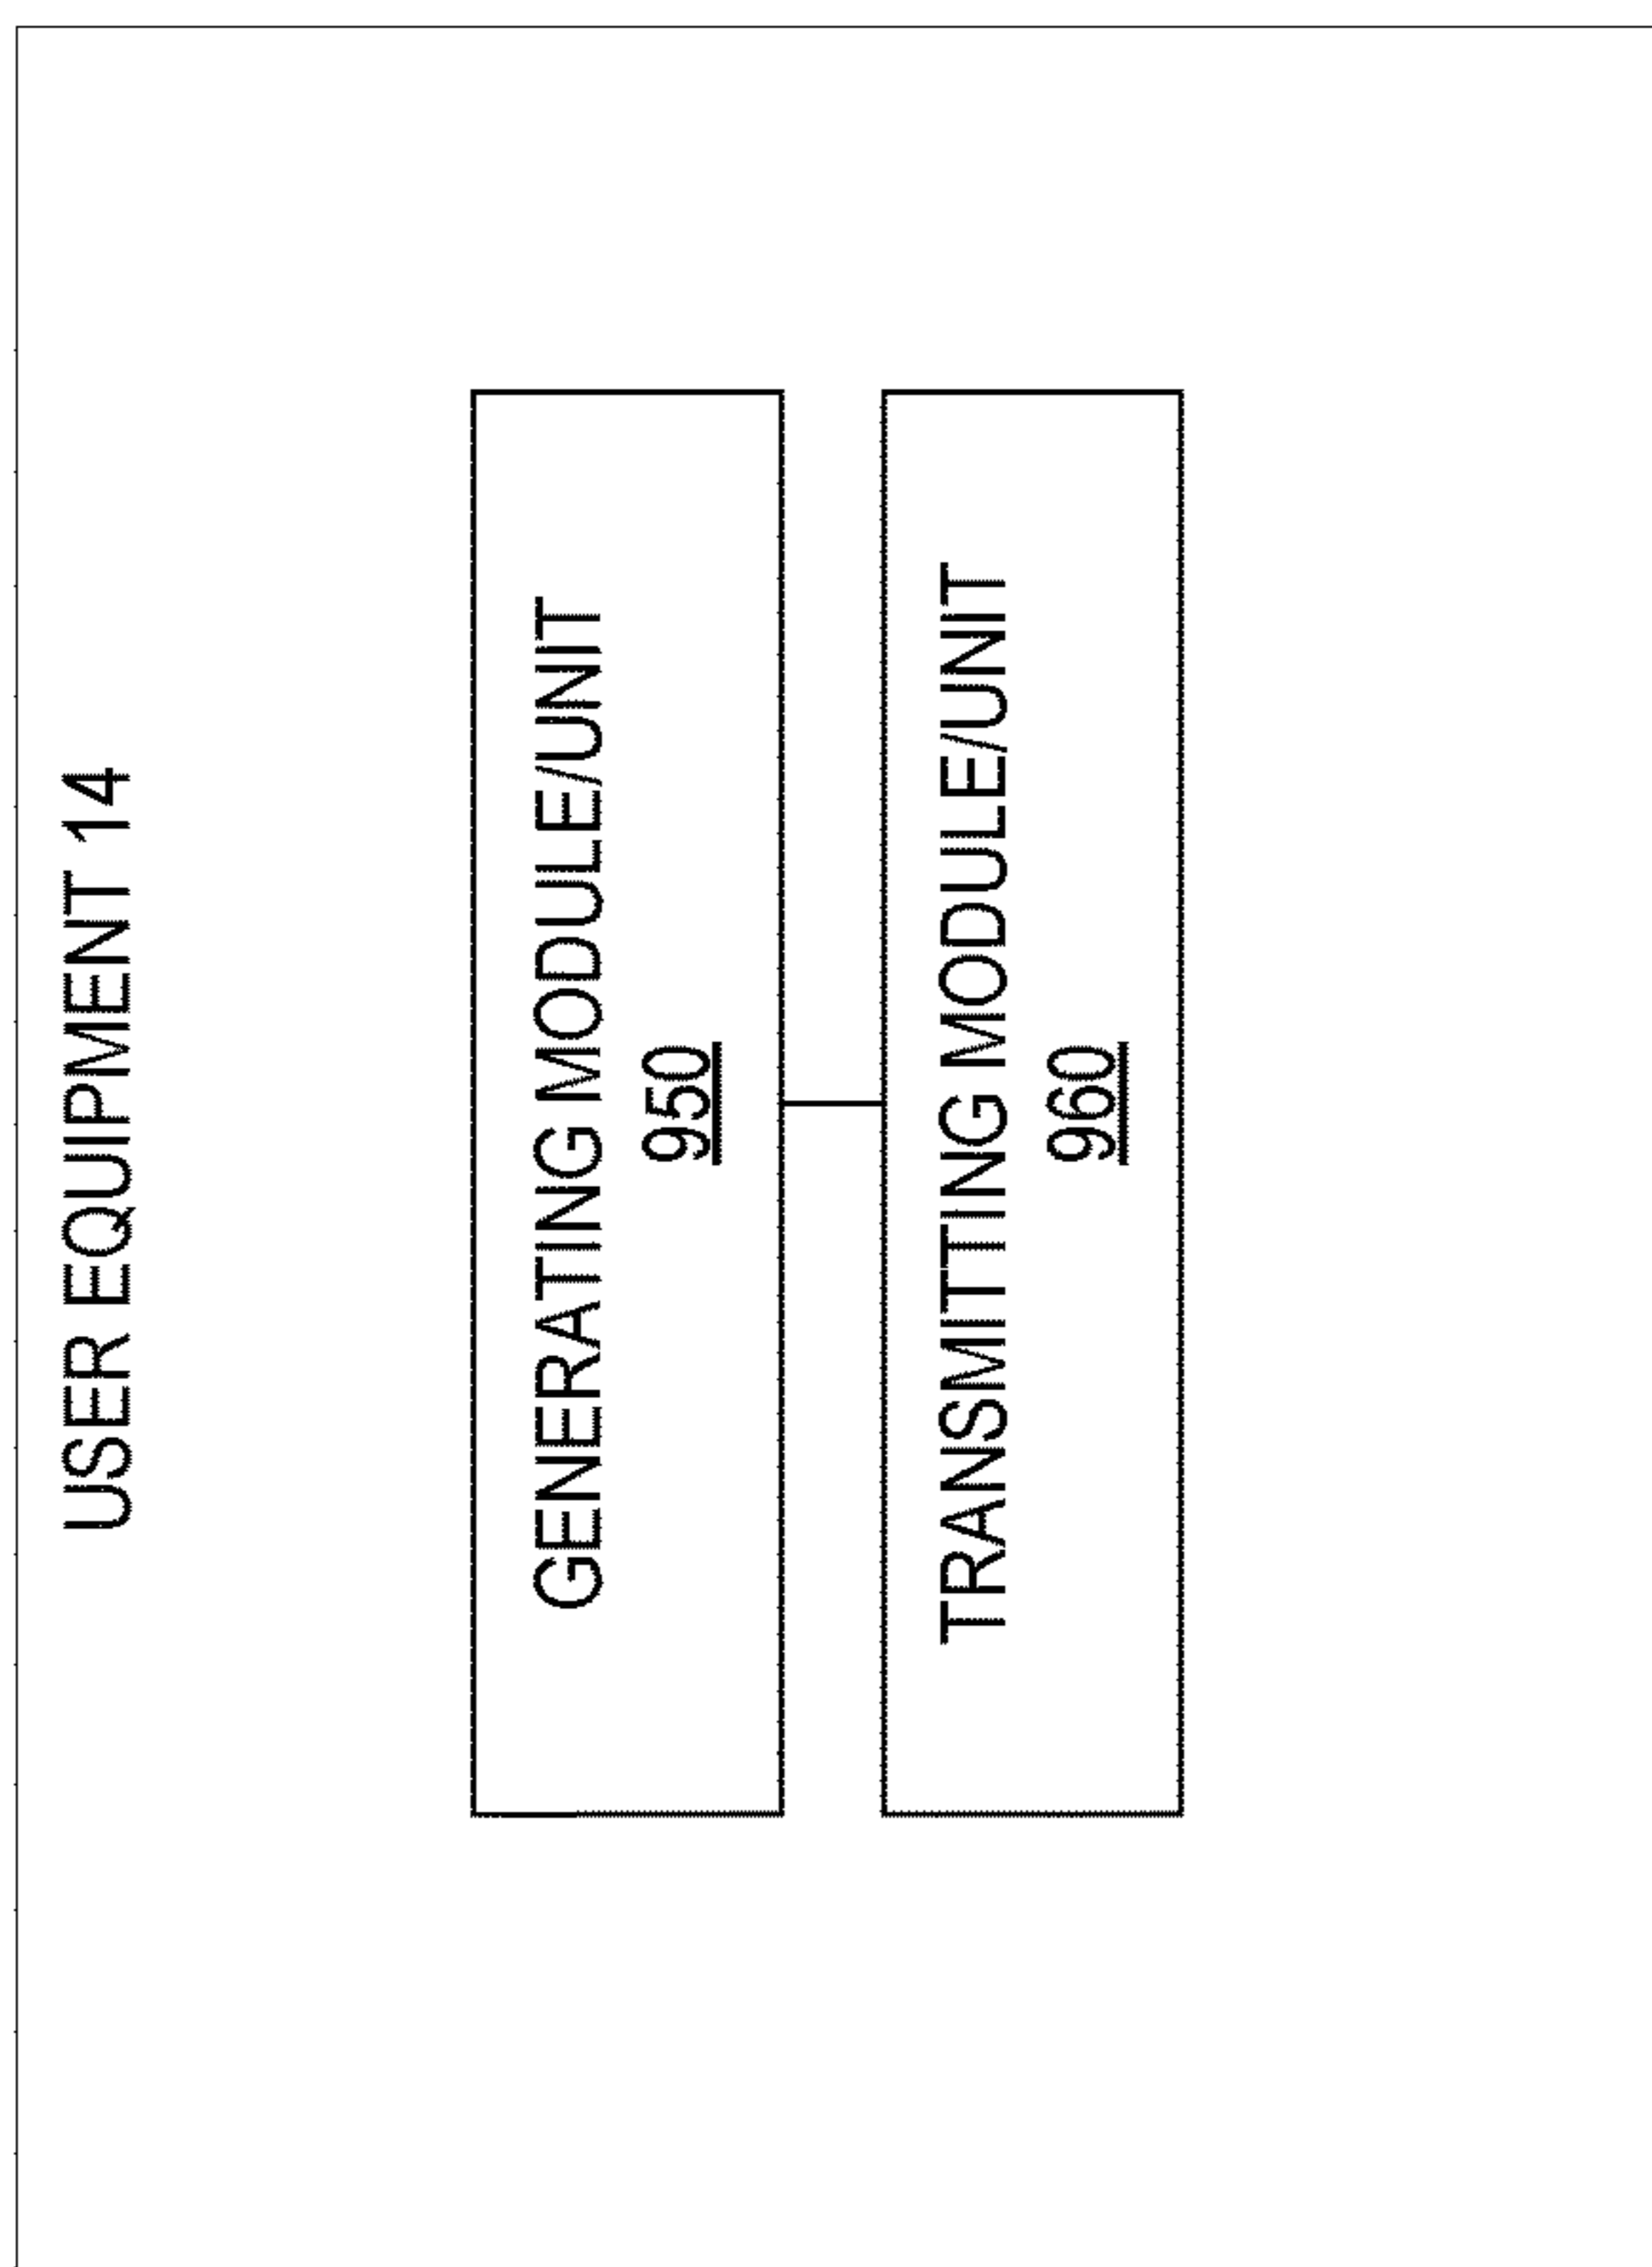 USER EQUIPMENT 14
GENERATING MODULE/UNIT
950
TRANSMITTING MODULE/UNIT
960